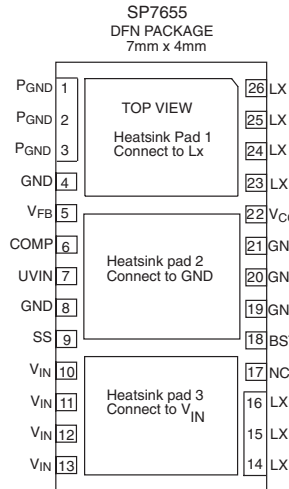 SP7655
DFN PACKAGE
7mm x 4mm
PGND 1
PGND 2
PGND 3
GND 4
VFB 5
COMP 6
UVIN 7
GND 8
SS 9
VIN 10
VIN 11
VIN 12
VIN 13
TOP VIEW
Heatsink Pad 1
Connect to Lx
Heatsink pad 2
Connect to GND
Heatsink pad 3
Connect to VIN
26 LX
25 LX
24 LX
23 LX
22
21
20
19
18
17 NC
16 LX
15 LX
14 LX